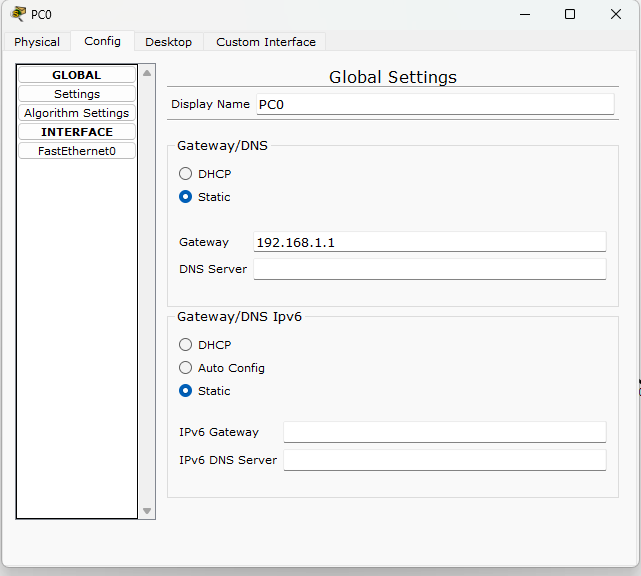 PC0
Physical Config Desktop Custom Interface
GLOBAL
Settings
Algorithm Settings
INTERFACE
FastEthernet0
Global Settings
Display Name PC0
Gateway/DNS
DHCP
Static
Gateway 192.168.1.1
DNS Server
Gateway/DNS Ipv6
DHCP
Auto Config
Static
IPv6 Gateway
IPv6 DNS Server